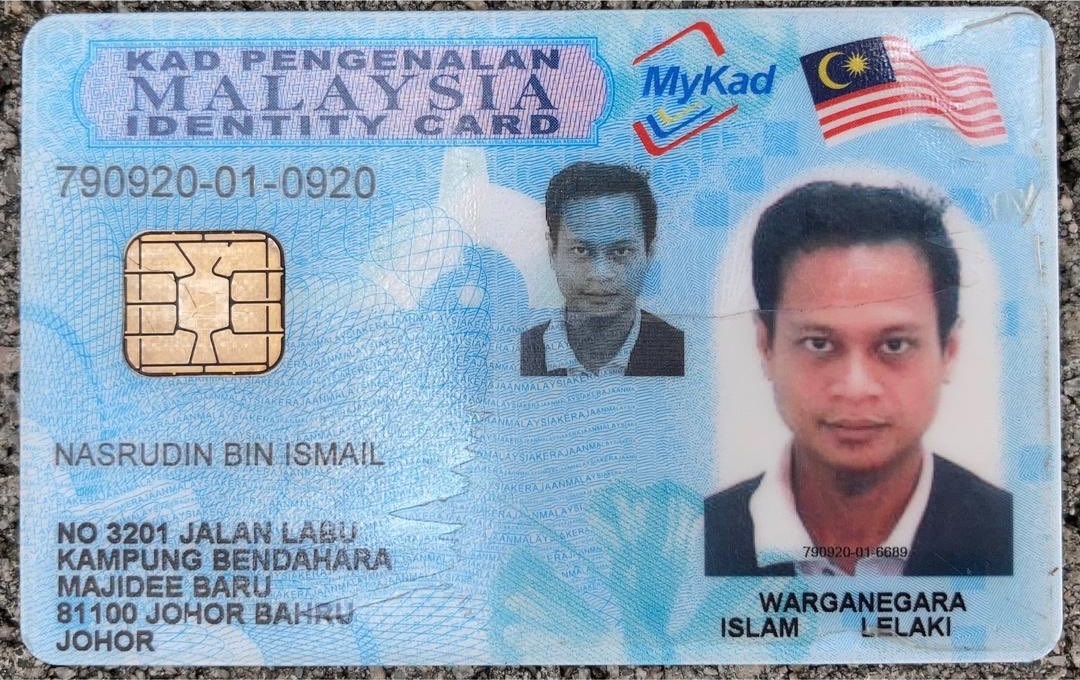 KAD PENGENALAN
MALAYSIA
IDENTITY CARD
MyKad
790920-01-0920
NASRUDIN BIN ISMAIL
NO 3201 JALAN LABU
KAMPUNG BENDAHARA
MAJIDEE BARU
81100 JOHOR BAHRU
JOHOR
790920-01-6689
WARGANEGARA
ISLAM LELAKI